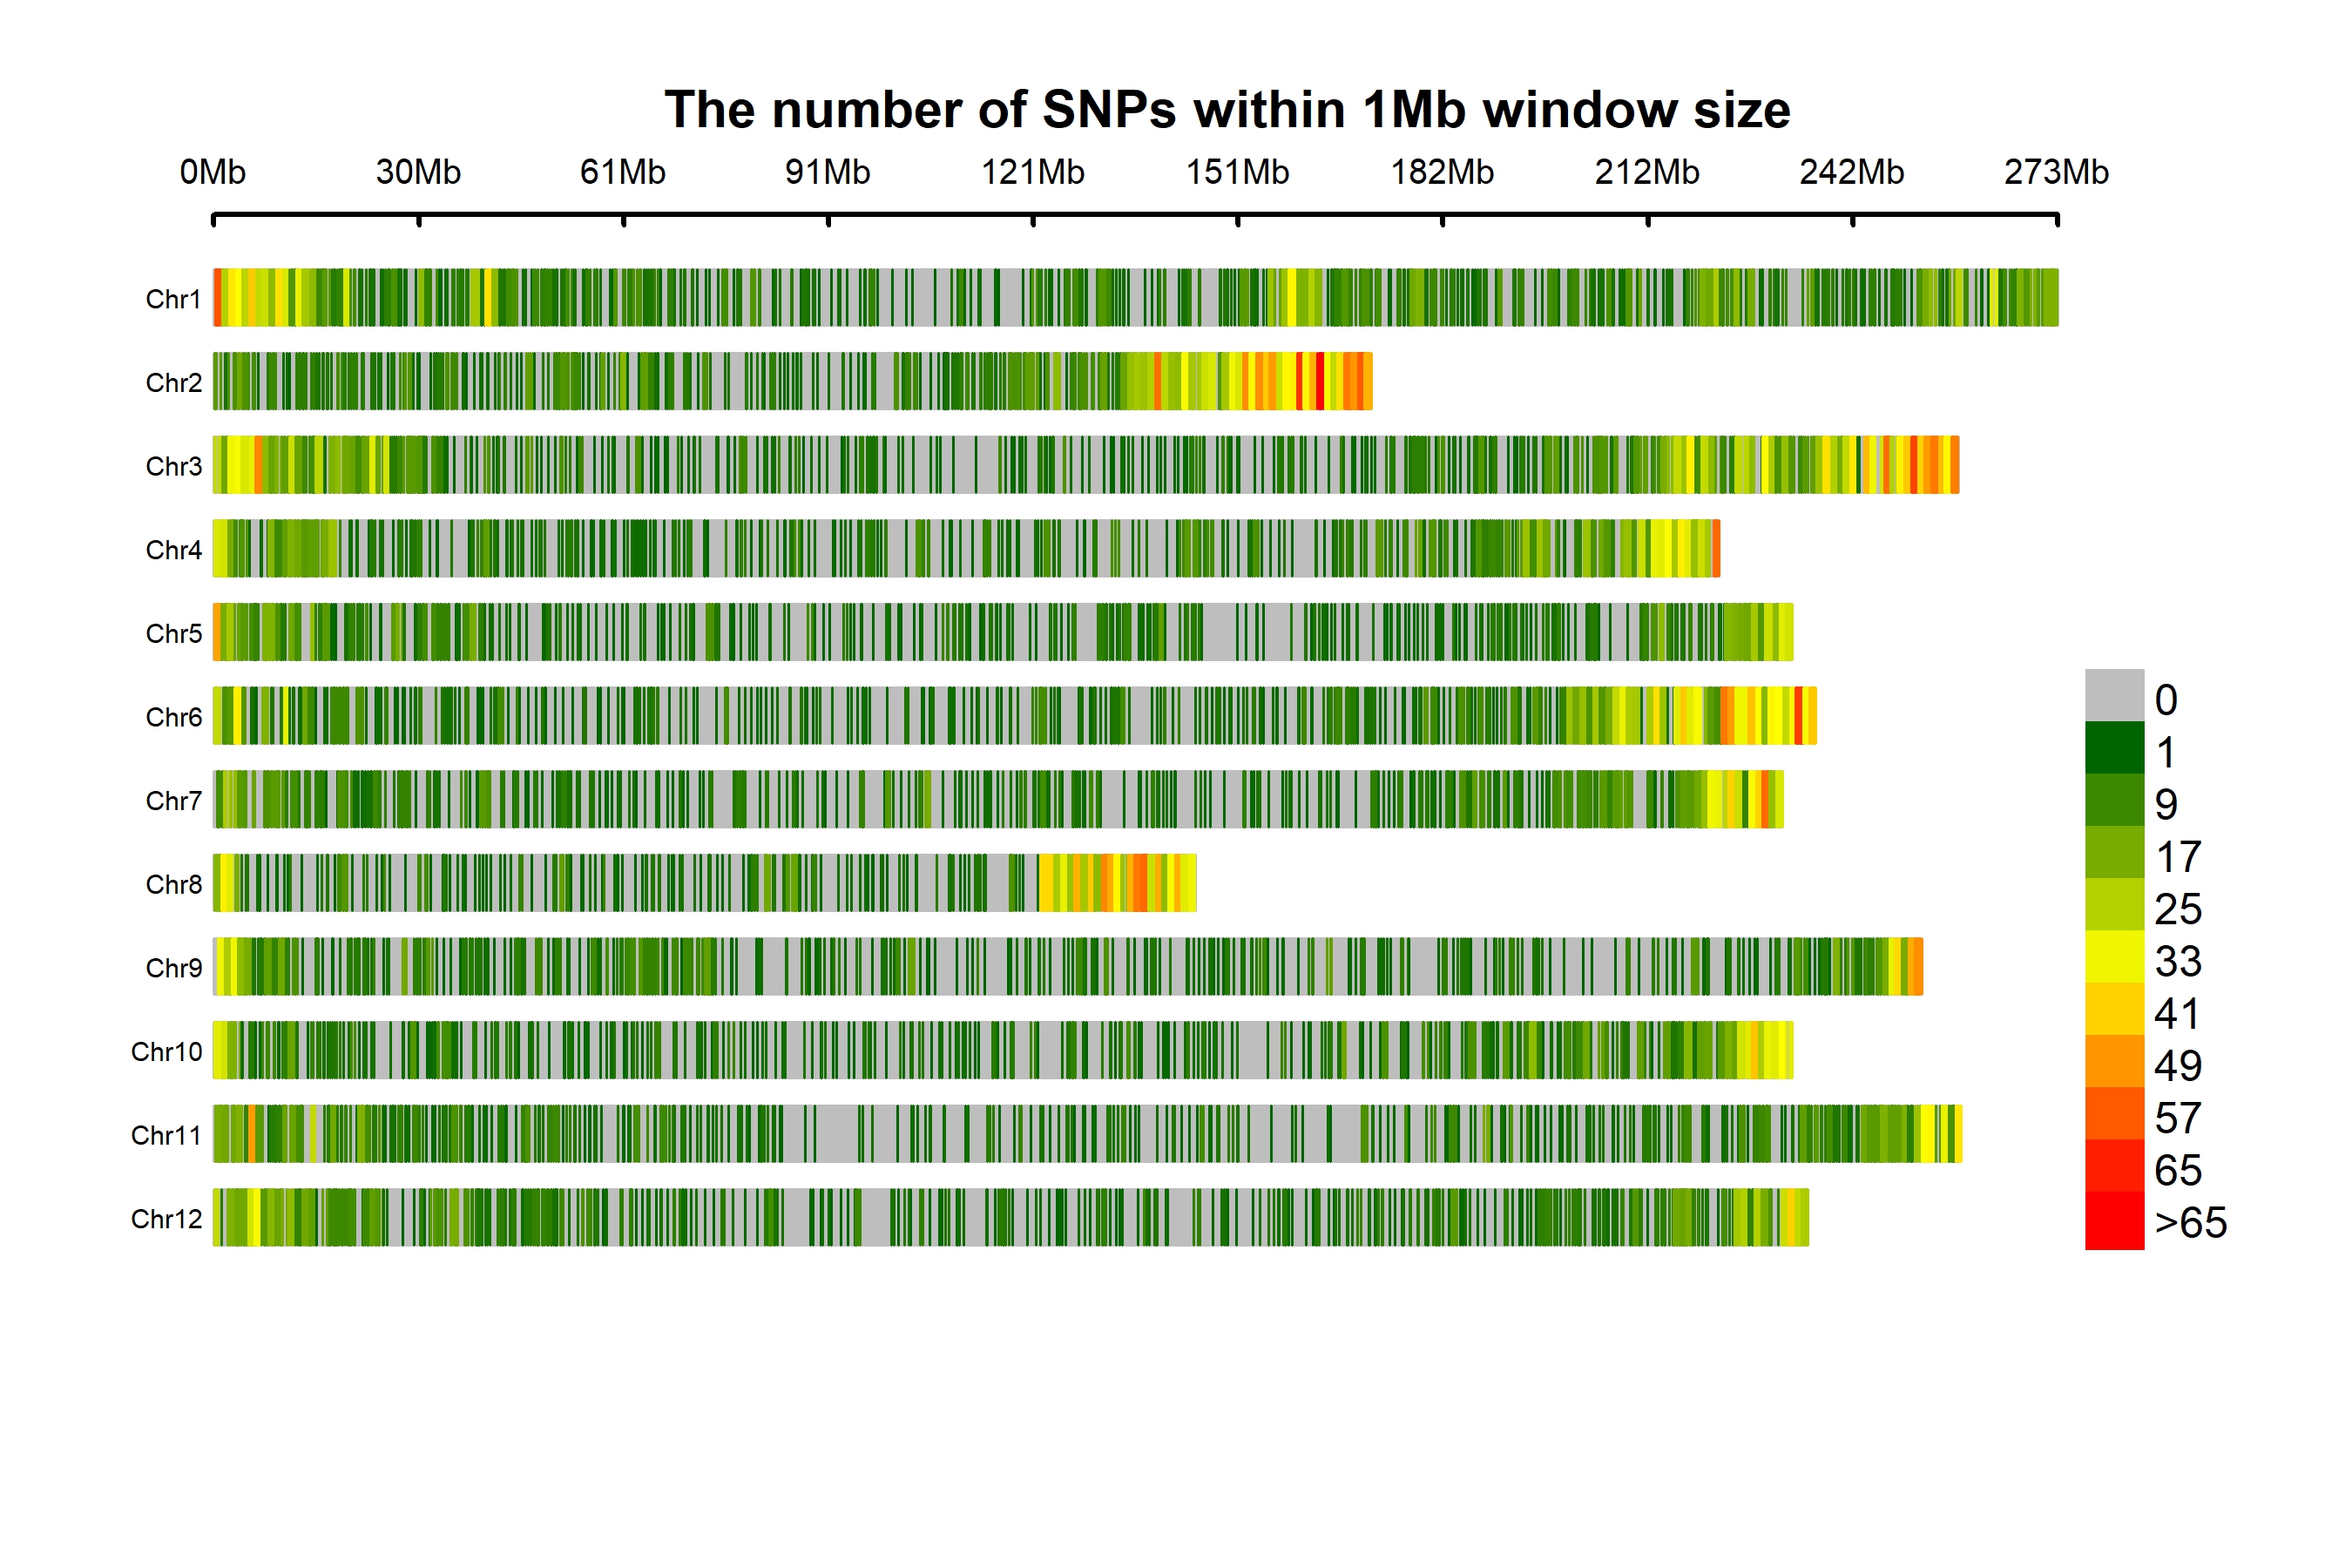 The number of SNPs within 1Mb window size
0Mb 30Mb 61Mb 91Mb 121Mb 151Mb 182Mb 212Mb 242Mb 273Mb
Chr1
Chr2
Chr3
Chr4
Chr5
Chr6
Chr7
Chr8
Chr9
Chr10
Chr11
Chr12
0
1
9
17
25
33
41
49
57
65
>65